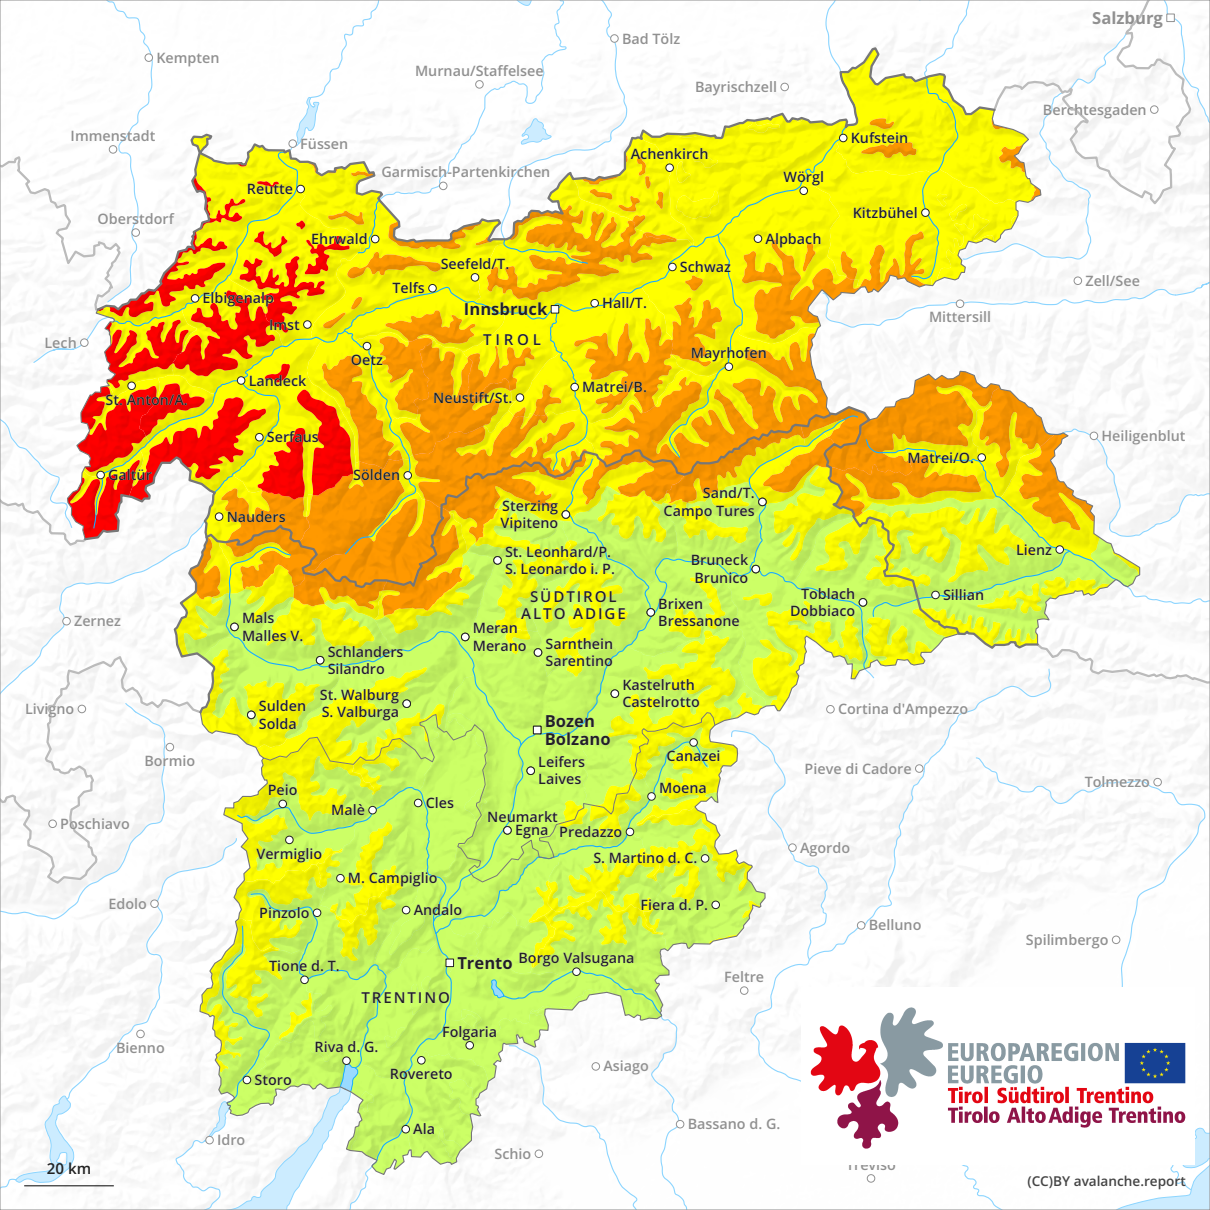 Salzburg
Bad Tölz
Kempten
Murnau/Staffelsee
Bayrischzell
Berchtesgaden
Immenstadt
Füssen
Kufstein
Achenkirch
Garmisch-Partenkirchen
Wörgl
Reutte
Oberstdorf
Kitzbühel
Ehrwald
Alpbach
Seefeld/T.
Schwaz
Zell/See
Telfs
Elbigenalp
Innsbruck
Hall/T.
Mittersill
Imst
Lech
TIROL
Oetz
Mayrhofen
Landeck
Matrei/B.
St. Anton/A.
Neustift/St.
Serfaus
Heiligenblut
Matrei/O.
Galtür
Sölden
Sand/T.
Campo Tures
Sterzing
Vipiteno
Nauders
Lienz
St. Leonhard/P.
S. Leonardo i. P.
Bruneck
Brunico
SÜDTIROL
ALTO ADIGE
Toblach
Dobbiaco
Sillian
Brixen
Bressanone
Zernez
Mals
Malles V.
Meran
Merano
Sarnthein
Sarentino
Schlanders
Silandro
Kastelruth
Castelrotto
St. Walburg
S. Valburga
Livigno
Sulden
Solda
Cortina d'Ampezzo
Bozen
Bolzano
Bormio
Canazei
Leifers
Laives
Pieve di Cadore
Tolmezzo
Peio
Moena
Malè
Cles
Neumarkt
Egna
Predazzo
Poschiavo
Vermiglio
Agordo
S. Martino d. C.
M. Campiglio
Edolo
Pinzolo
Andalo
Fiera d. P.
Belluno
Spilimbergo
Trento
Borgo Valsugana
Tione d. T.
Feltre
TRENTINO
Folgaria
Bienno
Riva d. G.
Rovereto
Asiago
Storo
EUROPAREGION
EUREGIO
Tirol Südtirol Trentino
Tirolo Alto Adige Trentino
Ala
Bassano d. G.
Idro
Schio
Treviso
20 km
(CC)BY avalanche.report